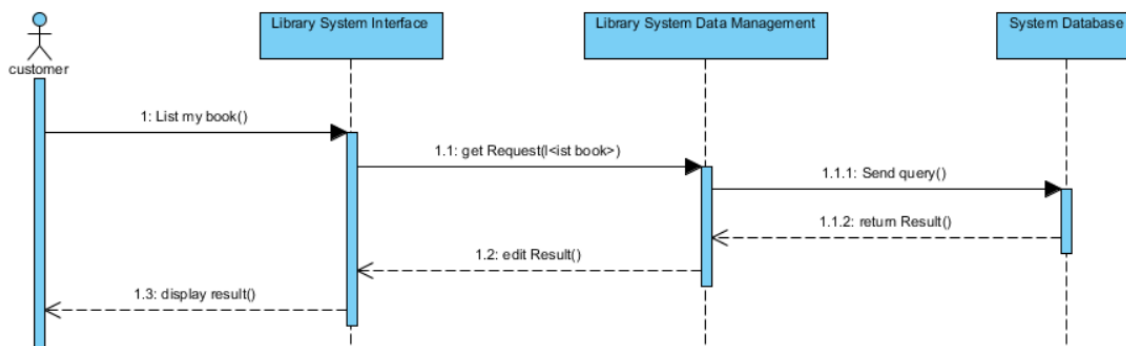 Library System Interface
Library System Data Management
System Database
customer
1: List my book()
1.1: get Request(l<ist book>)
1.1.1: Send query()
1.1.2: return Result()
1.2: edit Result()
1.3: display result()